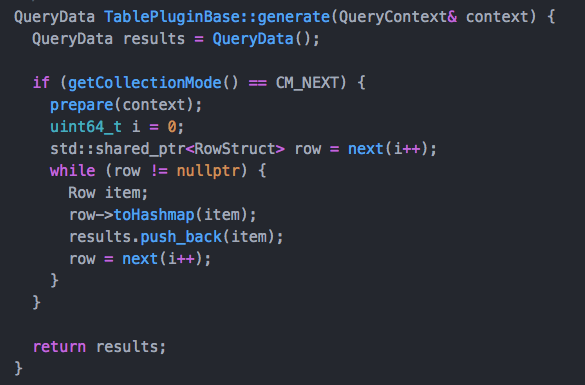 QueryData TablePluginBase::generate(QueryContext& context) {
  QueryData results = QueryData();

  if (getCollectionMode() == CM_NEXT) {
    prepare(context);
    uint64_t i = 0;
    std::shared_ptr<RowStruct> row = next(i++);
    while (row != nullptr) {
      Row item;
      row->toHashmap(item);
      results.push_back(item);
      row = next(i++);
    }
  }

  return results;
}